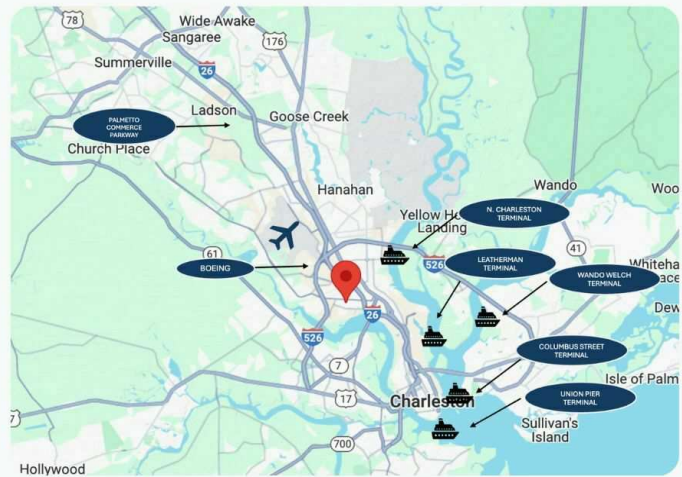 78
Wide Awake
Sangaree
176
Summerville
26
Ladson
Goose Creek
PALMETTO
COMMERCE
PARKWAY
Church Place
Hanahan
Wando
Woo
Yellow Ho
Landing
N. CHARLESTON
TERMINAL
61
41
BOEING
526
LEATHERMAN
TERMINAL
Whiteha
ace
WANDO WELCH
TERMINAL
Dew
26
526
7
COLUMBUS STREET
TERMINAL
17
Isle of Palm
Charleston
UNION PIER
TERMINAL
7
Sullivan's
Island
700
Hollywood